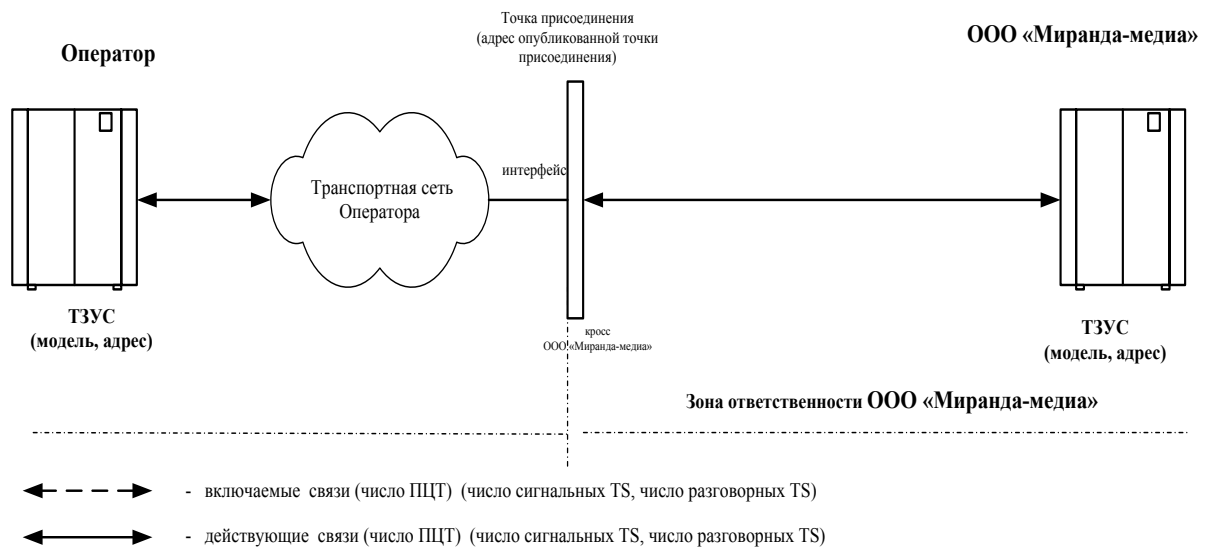 Точка присоединения
(адрес опубликованной точки
присоединения)
Оператор
ООО «Миранда-медиа»
интерфейс
Транспортная сеть
Оператора
ТЗУС
(модель, адрес)
кросс
ООО «Миранда-медиа»
ТЗУС
(модель, адрес)
Зона ответственности ООО «Миранда-медиа»
- включаемые связи (число ПЦТ) (число сигнальных TS, число разговорных TS)
- действующие связи (число ПЦТ) (число сигнальных TS, число разговорных TS)